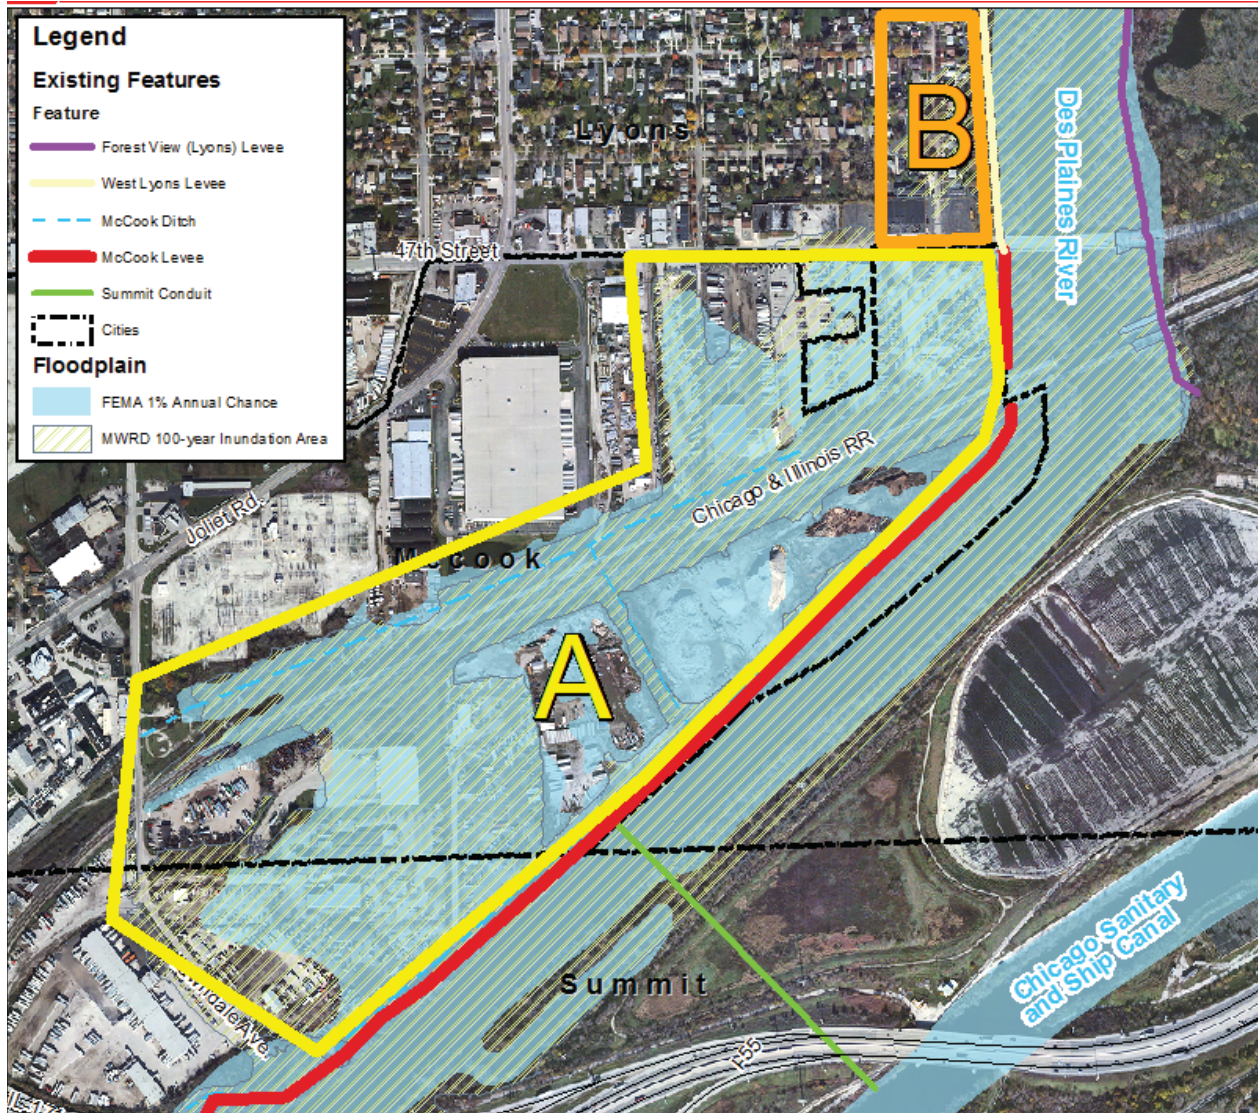 Legend
Existing Features
Feature
Forest View (Lyons) Levee
West Lyons Levee
McCook Ditch
McCook Levee
Summit Conduit
Cities
Floodplain
FEMA 1% Annual Chance
MWRD 100-year Inundation Area
Lyons
B
Des Plaines River
47th Street
Joliet Rd.
Chicago & Illinois RR
McCook
A
Summit
Chicago Sanitary
and Ship Canal
I-55
Ave.